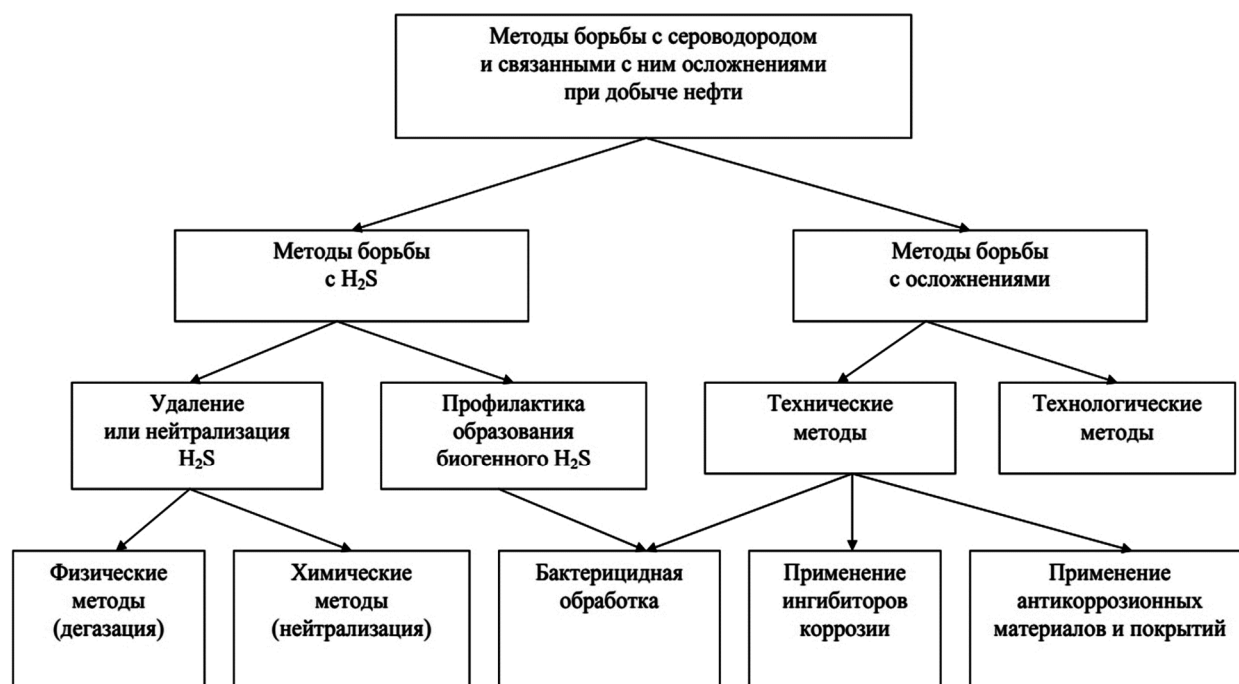 Методы борьбы с сероводородом
и связанными с ним осложнениями
при добыче нефти
Методы борьбы
с H₂S
Методы борьбы
с осложнениями
Удаление
или нейтрализация
H₂S
Профилактика
образования
биогенного H₂S
Технические
методы
Технологические
методы
Физические
методы
(дегазация)
Химические
методы
(нейтрализация)
Бактерицидная
обработка
Применение
ингибиторов
коррозии
Применение
антикоррозионных
материалов и покрытий